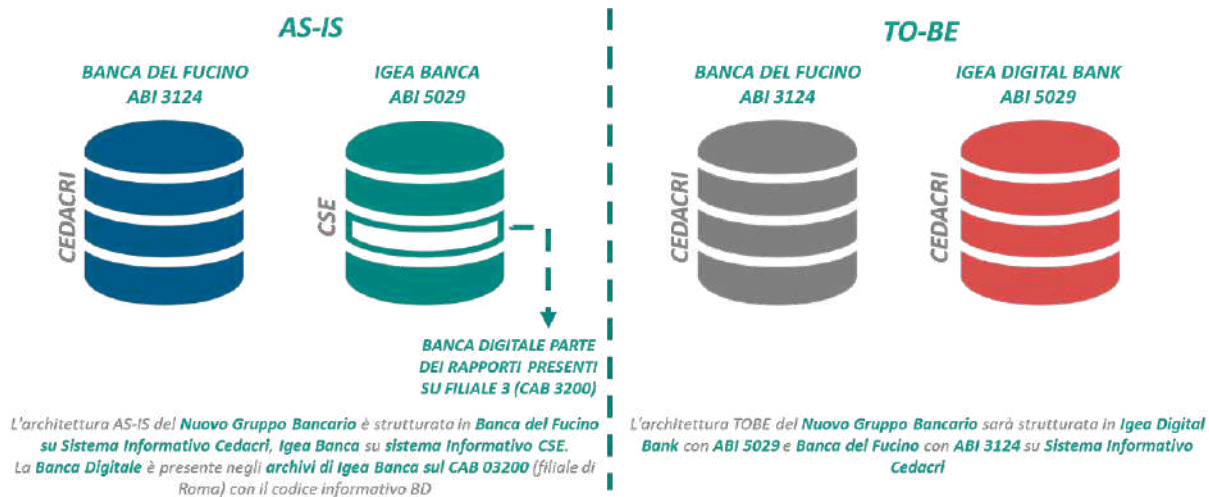 AS-IS
BANCA DEL FUCINO
ABI 3124
IGEA BANCA
ABI 5029
CEDACRI
CSE
BANCA DIGITALE PARTE
DEI RAPPORTI PRESENTI
SU FILIALE 3 (CAB 3200)
L'architettura AS-IS del Nuovo Gruppo Bancario è strutturata in Banca del Fucino
su Sistema Informativo Cedacri, Igea Banca su sistema Informativo CSE.
La Banca Digitale è presente negli archivi di Igea Banca sul CAB 03200 (filiale di
Roma) con il codice informativo BD
TO-BE
BANCA DEL FUCINO
ABI 3124
IGEA DIGITAL BANK
ABI 5029
CEDACRI
CEDACRI
L'architettura TOBE del Nuovo Gruppo Bancario sarà strutturata in Igea Digital
Bank con ABI 5029 e Banca del Fucino con ABI 3124 su Sistema Informativo
Cedacri